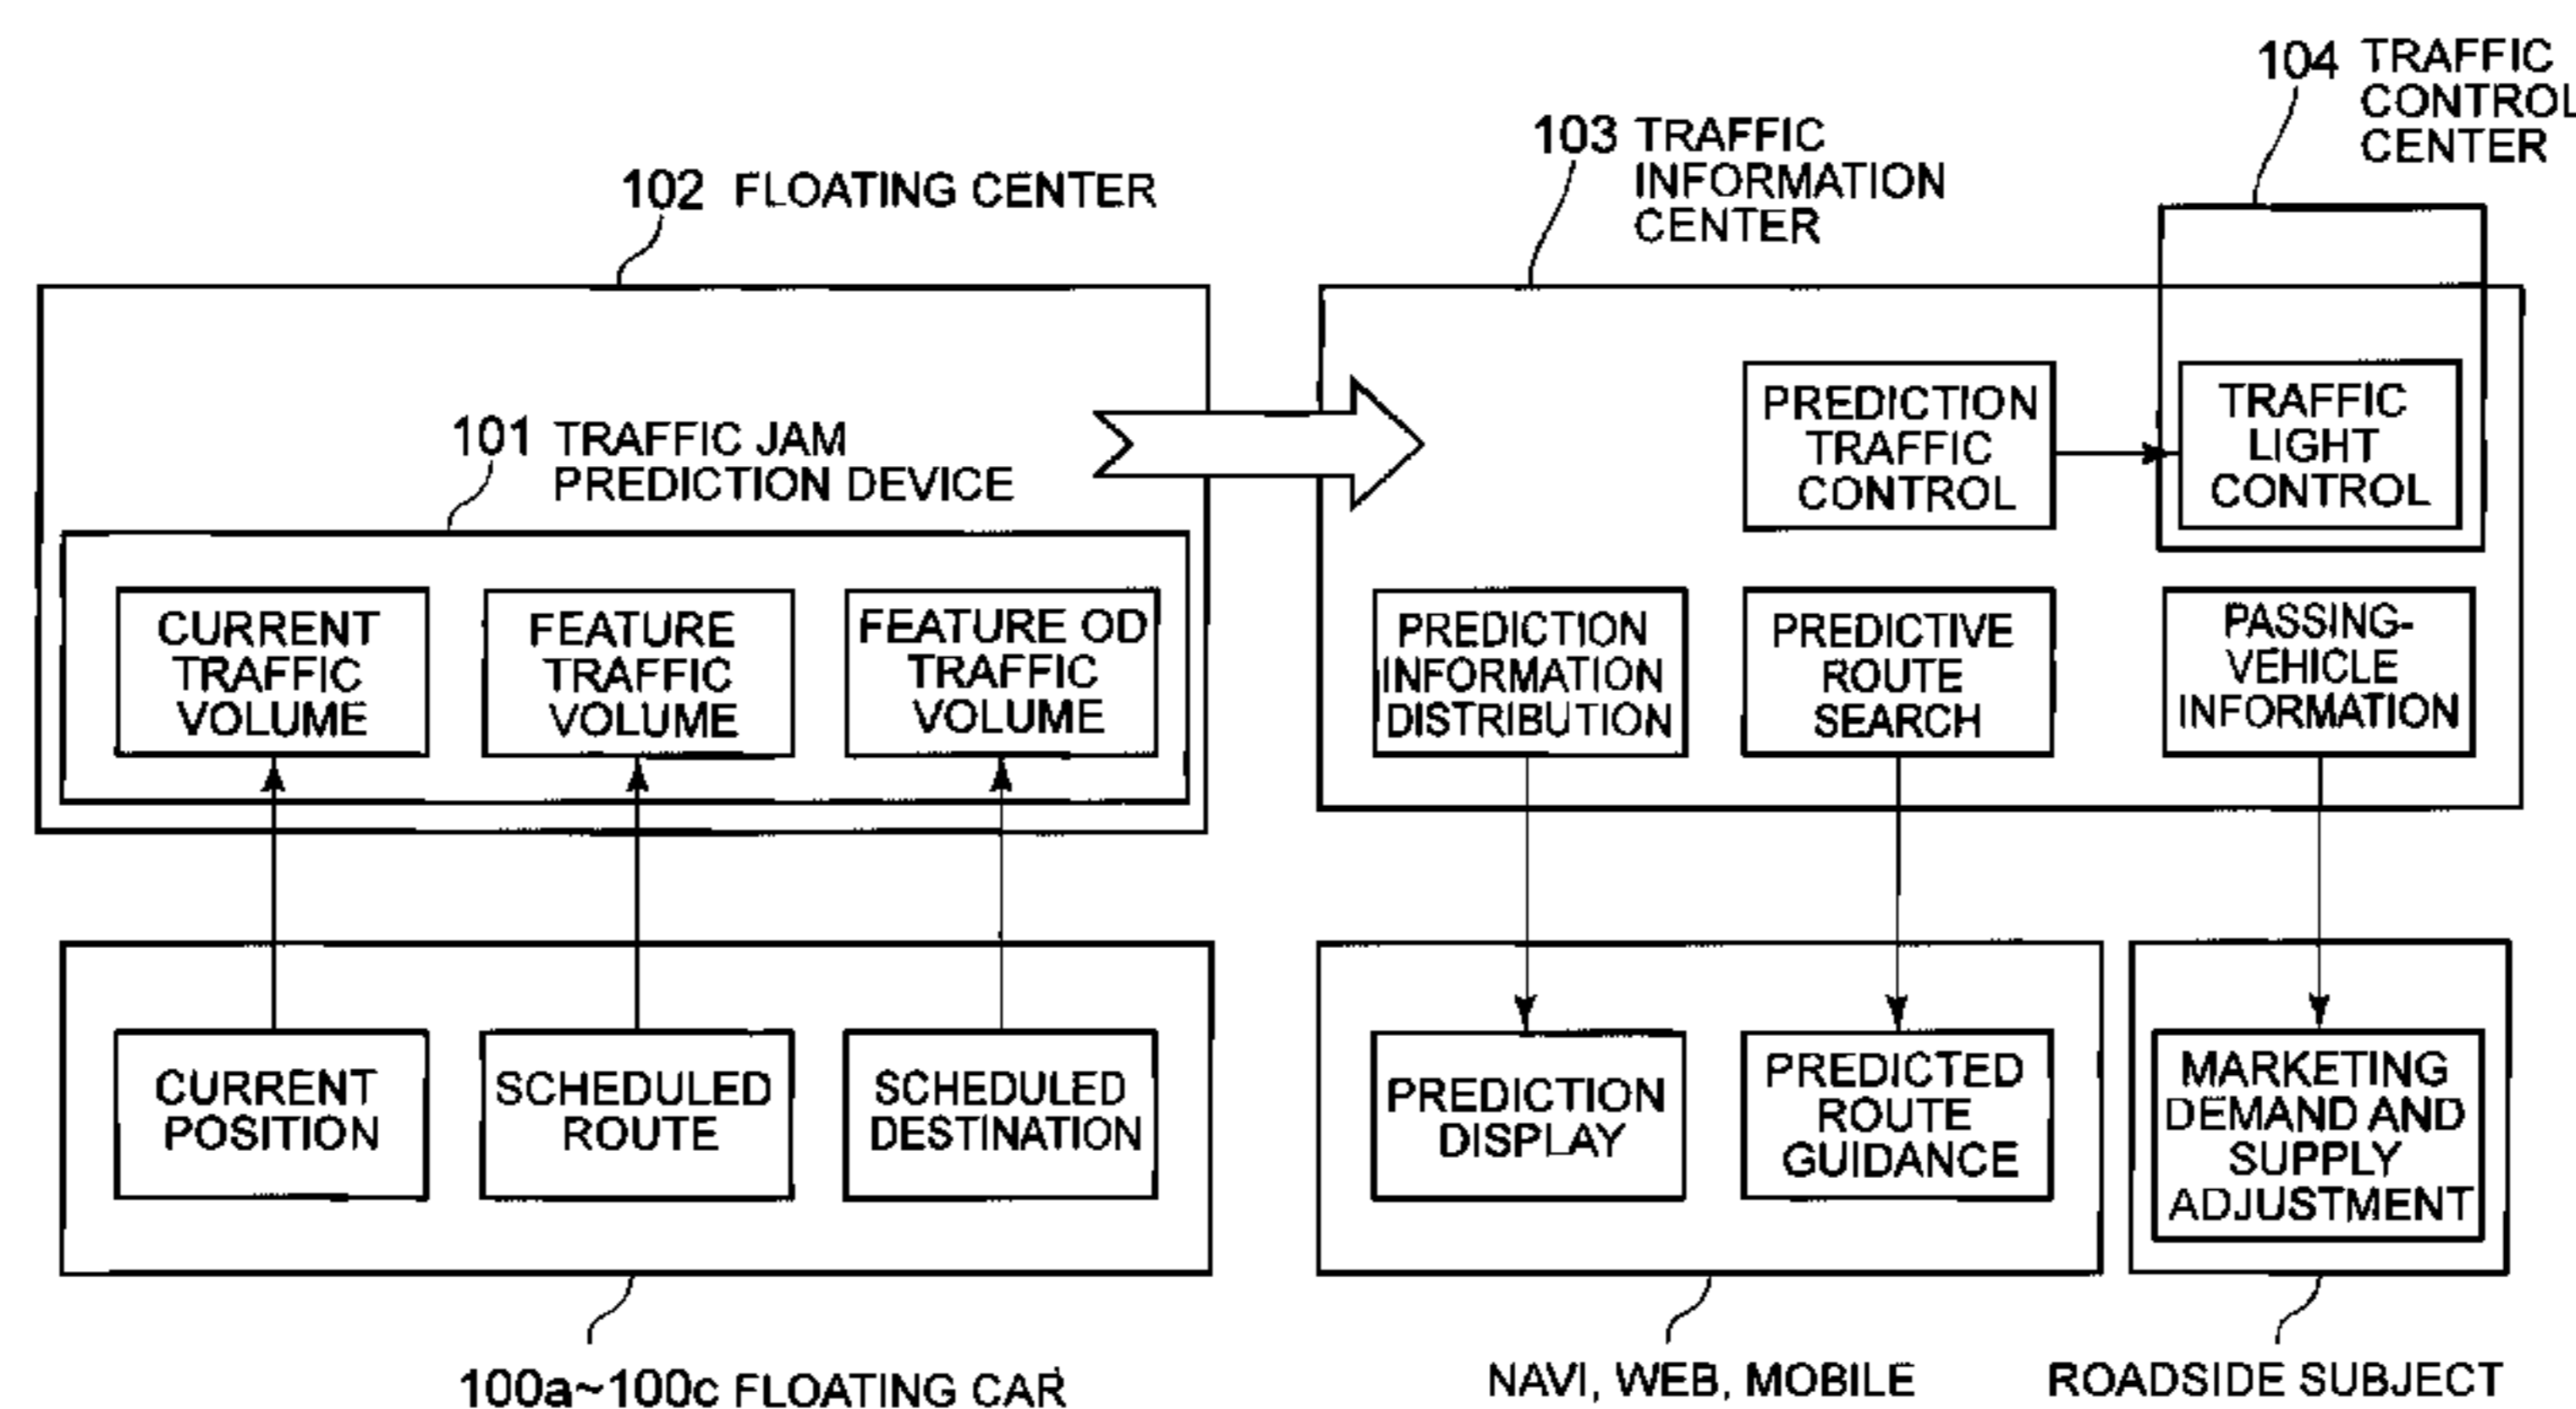 104 TRAFFIC
CONTROL
CENTER
103 TRAFFIC
INFORMATION
CENTER
102 FLOATING CENTER
101 TRAFFIC JAM
PREDICTION DEVICE
CURRENT
TRAFFIC
VOLUME
FEATURE
TRAFFIC
VOLUME
FEATURE OD
TRAFFIC
VOLUME
PREDICTION
TRAFFIC
CONTROL
TRAFFIC
LIGHT
CONTROL
PREDICTION
INFORMATION
DISTRIBUTION
PREDICTIVE
ROUTE
SEARCH
PASSING-
VEHICLE
INFORMATION
CURRENT
POSITION
SCHEDULED
ROUTE
SCHEDULED
DESTINATION
PREDICTION
DISPLAY
PREDICTED
ROUTE
GUIDANCE
MARKETING
DEMAND AND
SUPPLY
ADJUSTMENT
100a~100c FLOATING CAR
NAVI, WEB, MOBILE
ROADSIDE SUBJECT